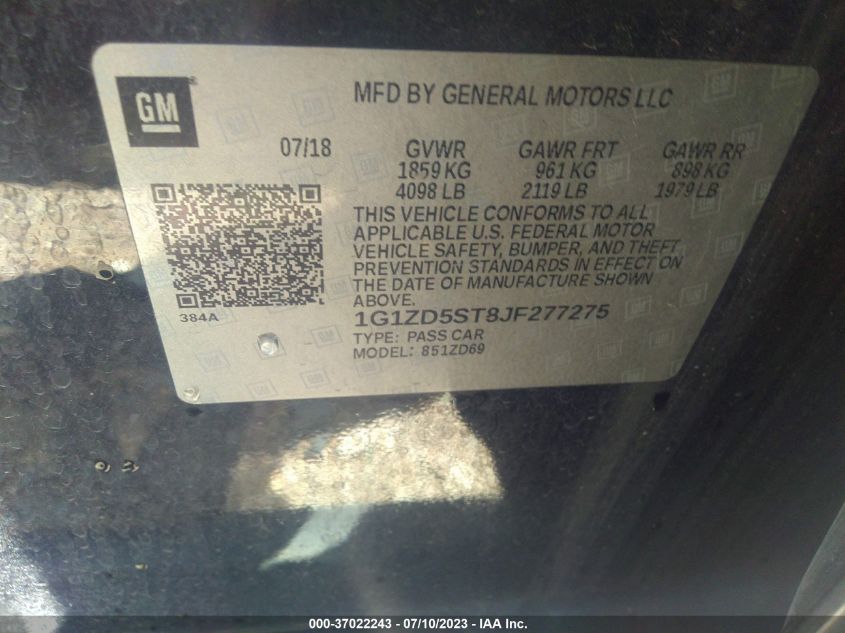 GM
MFD BY GENERAL MOTORS LLC
07/18 GVWR GAWR FRT GAWR RR
1859 KG 961 KG 898 KG
4098 LB 2119 LB 1979 LB
THIS VEHICLE CONFORMS TO ALL
APPLICABLE U.S. FEDERAL MOTOR
VEHICLE SAFETY, BUMPER, AND THEFT
PREVENTION STANDARDS IN EFFECT ON
THE DATE OF MANUFACTURE SHOWN
ABOVE.
384A
1G1ZD5ST8JF277275
TYPE: PASS CAR
MODEL: 851ZD69
000-37022243 - 07/10/2023 - IAA Inc.